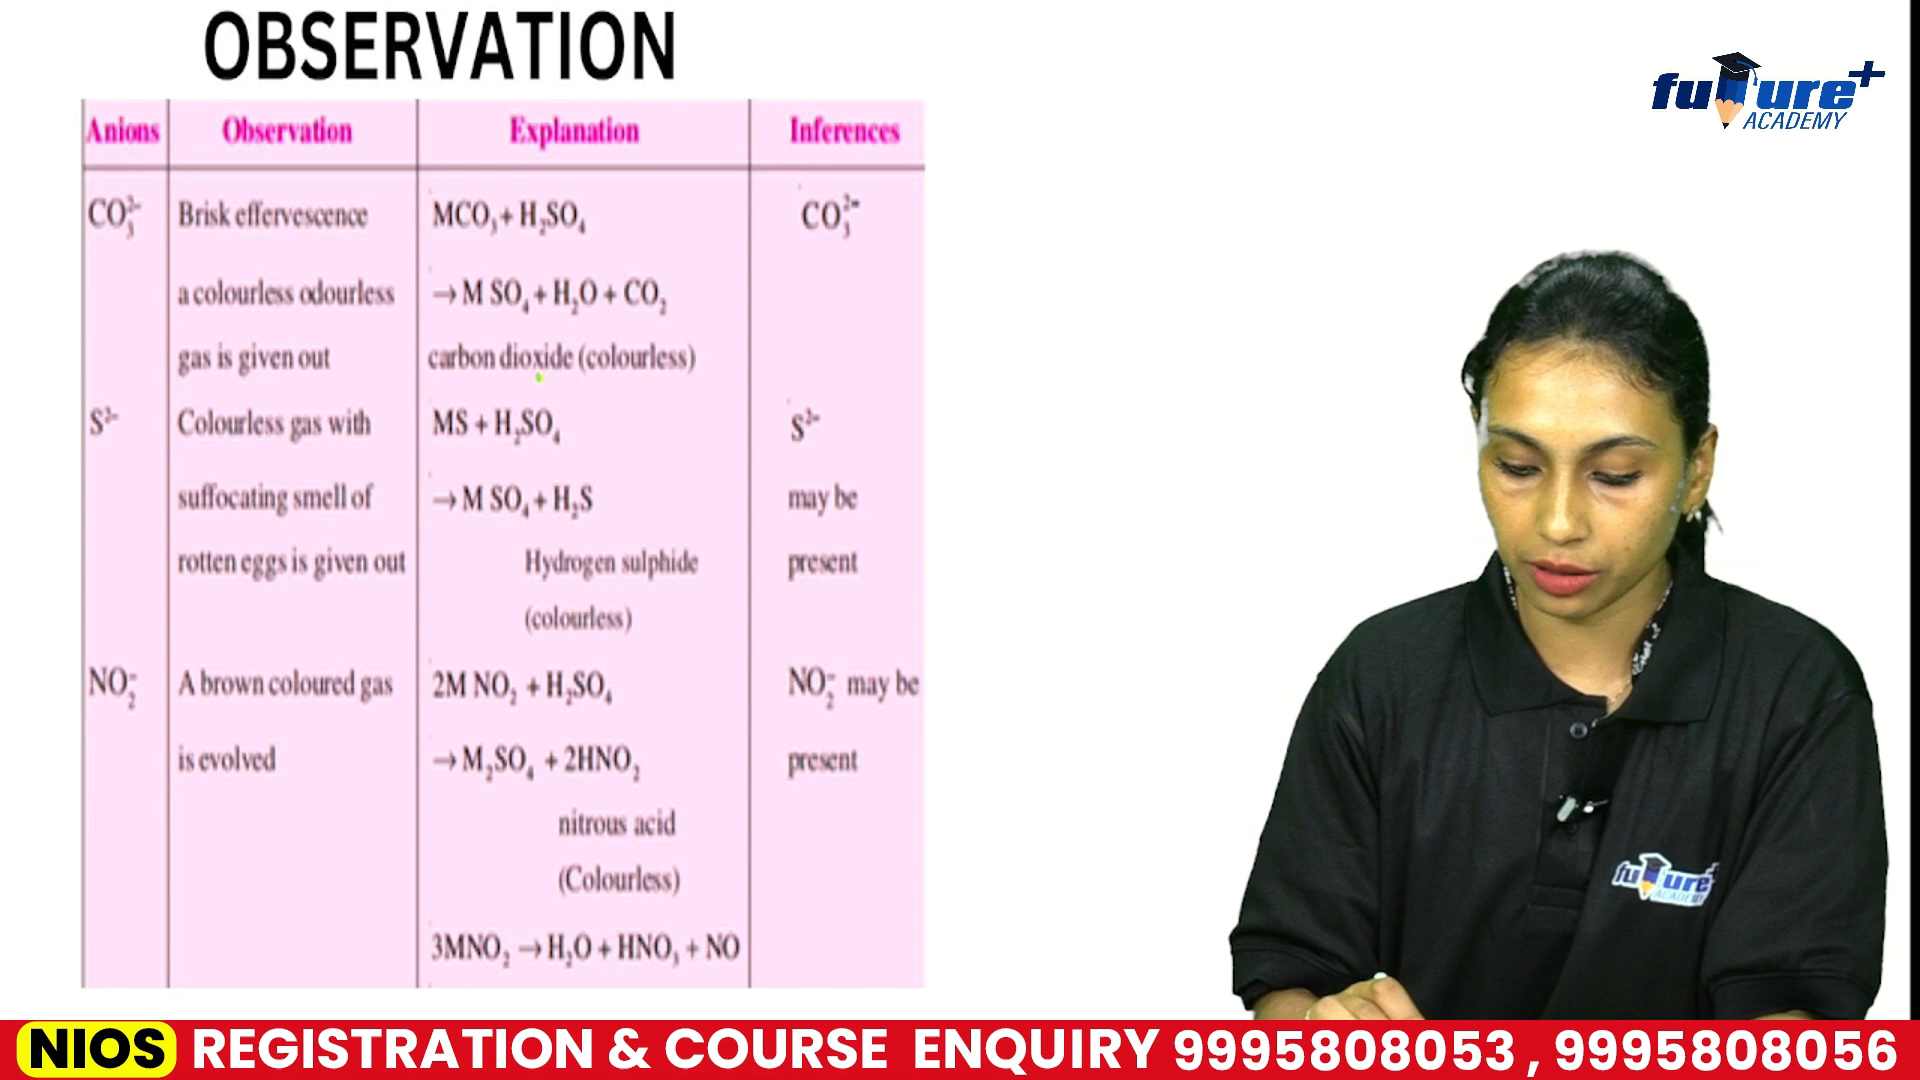 OBSERVATION
future+
ACADEMY
Anions Observation Explanation Inferences
CO₃²⁻ Brisk effervescence MCO₃ + H₂SO₄ CO₃²⁻
a colourless odourless → M SO₄ + H₂O + CO₂
gas is given out carbon dioxide (colourless)
S²⁻ Colourless gas with MS + H₂SO₄ S²⁻
suffocating smell of → M SO₄ + H₂S may be
rotten eggs is given out Hydrogen sulphide present
(colourless)
NO₂⁻ A brown coloured gas 2M NO₂ + H₂SO₄ NO₂⁻ may be
is evolved → M₂SO₄ + 2HNO₂ present
nitrous acid
(Colourless)
3MNO₂ → H₂O + HNO₃ + NO
future+
ACADEMY
NIOS REGISTRATION & COURSE ENQUIRY 9995808053 , 9995808056